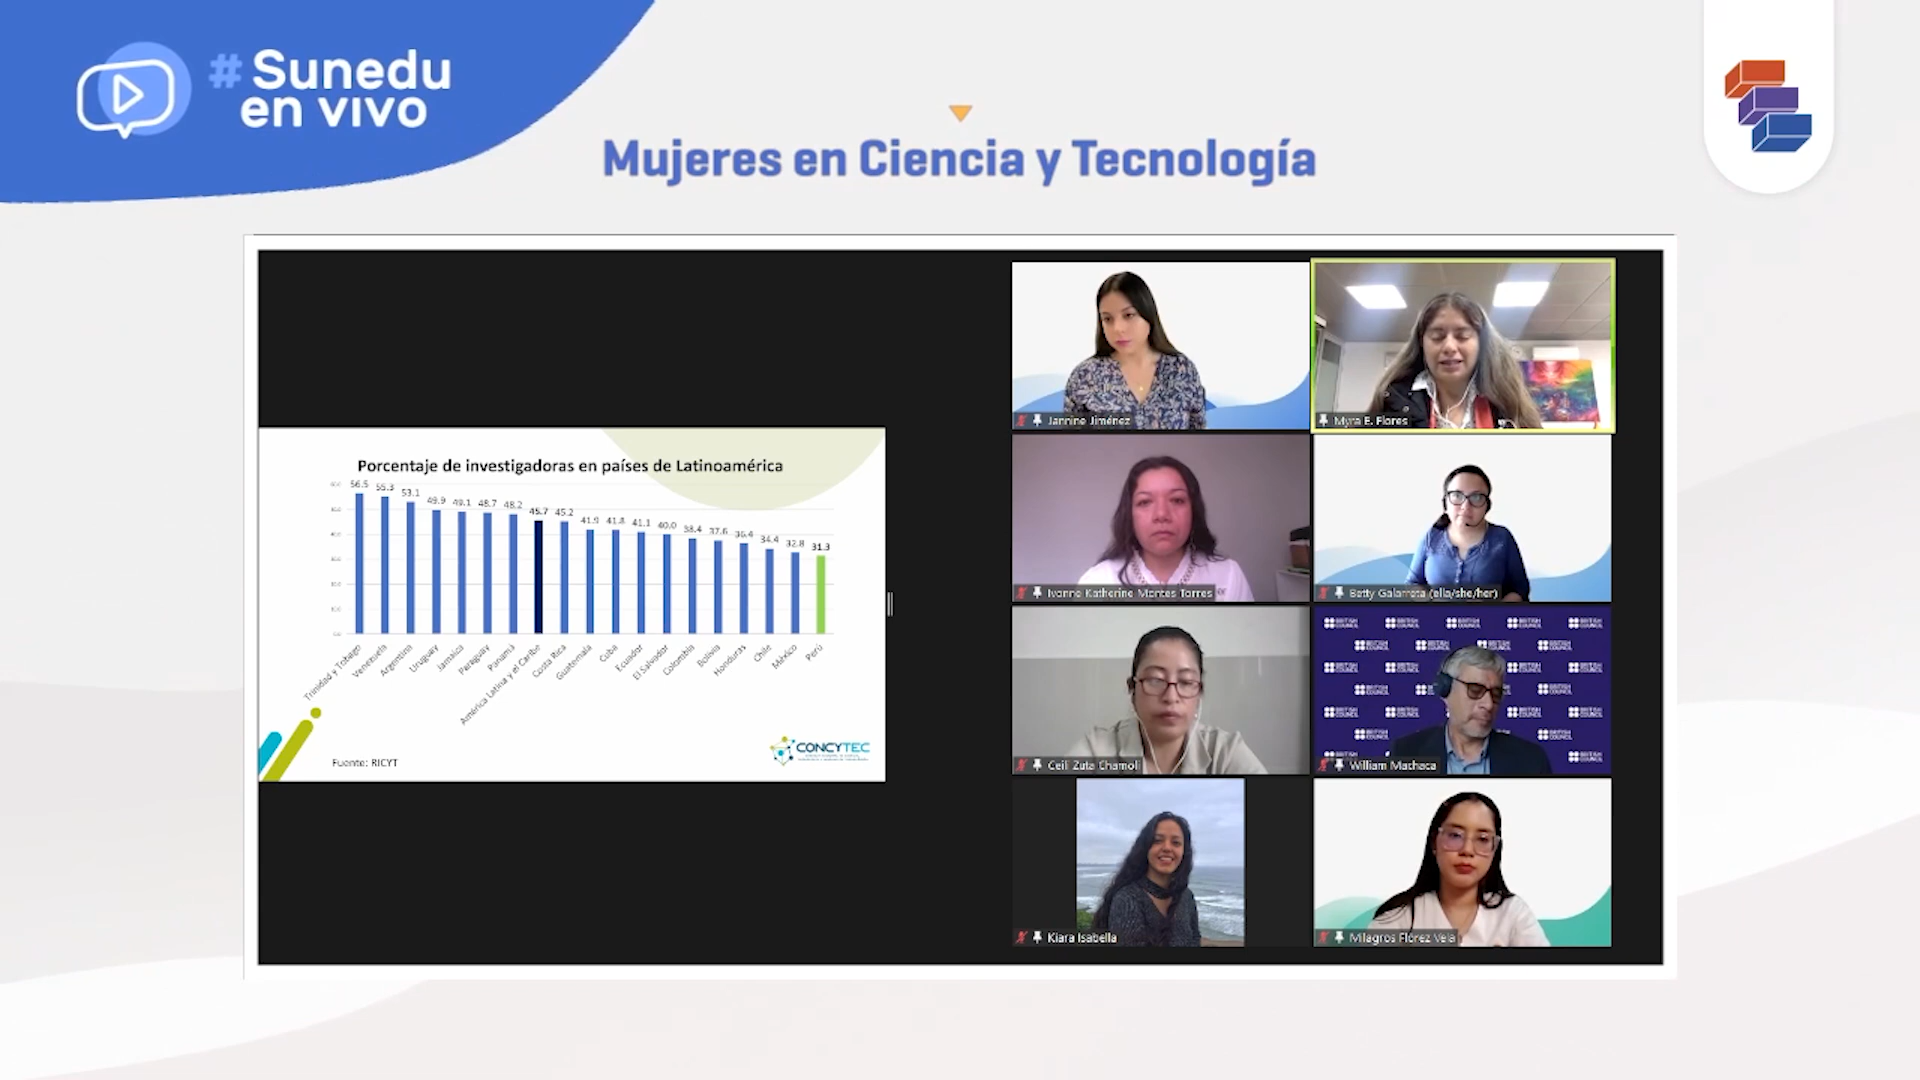 # Sunedu
en vivo
Mujeres en Ciencia y Tecnología
Porcentaje de investigadoras en países de Latinoamérica
56.5 55.3 53.1 49.9 49.1 48.7 48.2 45.7 45.2 41.9 41.8 41.1 40.0 38.4 37.6 36.4 34.4 32.8 31.3
Trinidad y Tobago Venezuela Argentina Uruguay Jamaica Paraguay Panamá América Latina y el Caribe Costa Rica Guatemala Cuba Ecuador El Salvador Colombia Bolivia Honduras Chile México Perú
Fuente: RICYT
CONCYTEC
Jannine Jiménez
Myra E. Flores
Ivonne Katherine Montes Torres
Betty Galarreta (ella/she/her)
Ceili Zuta Chamoli
BRITISH COUNCIL
William Machaca
Kiara Isabella
Milagros Flórez Vela